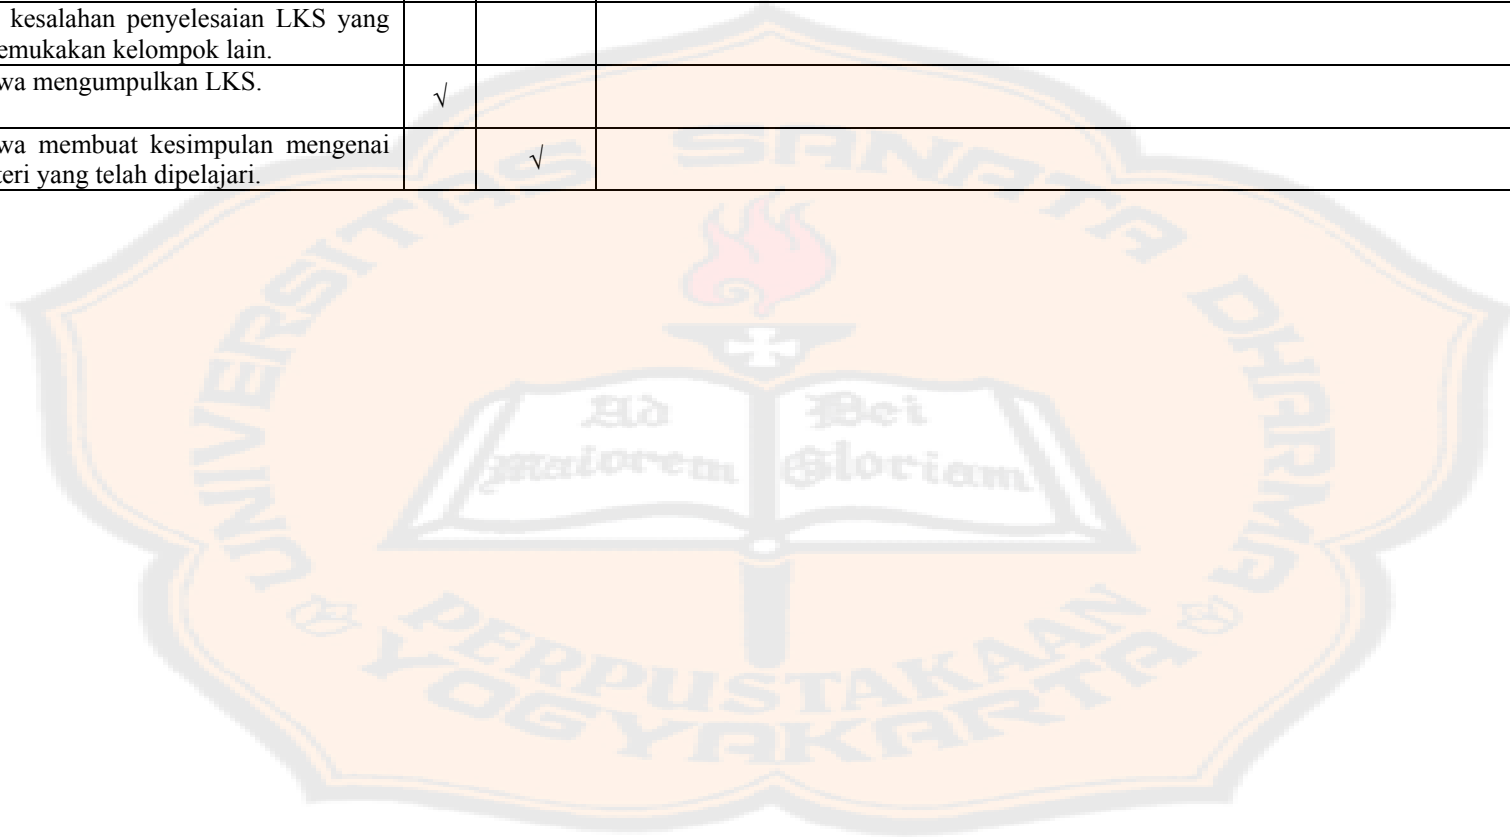 kesalahan penyelesaian LKS yang
emukakan kelompok lain.
wa mengumpulkan LKS.
√
wa membuat kesimpulan mengenai
teri yang telah dipelajari.
√
UNIVERSITAS SANATA DHARMA
Ad Dei
Maiorem Gloriam
PERPUSTAKAAN
YOGYAKARTA